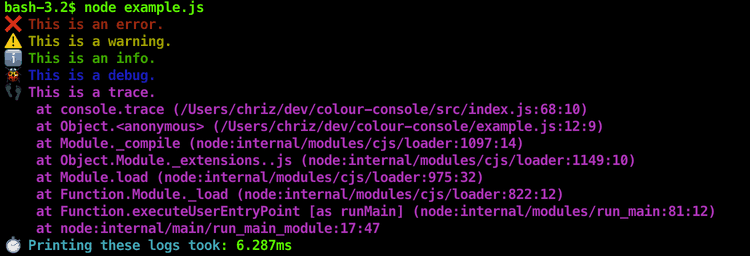 bash-3.2$ node example.js
❌ This is an error.
⚠️ This is a warning.
ℹ️ This is an info.
🐞 This is a debug.
👣 This is a trace.
at console.trace (/Users/chriz/dev/colour-console/src/index.js:68:10)
at Object.<anonymous> (/Users/chriz/dev/colour-console/example.js:12:9)
at Module._compile (node:internal/modules/cjs/loader:1097:14)
at Object.Module._extensions..js (node:internal/modules/cjs/loader:1149:10)
at Module.load (node:internal/modules/cjs/loader:975:32)
at Function.Module._load (node:internal/modules/cjs/loader:822:12)
at Function.executeUserEntryPoint [as runMain] (node:internal/modules/run_main:81:12)
at node:internal/main/run_main_module:17:47
⏱️ Printing these logs took: 6.287ms